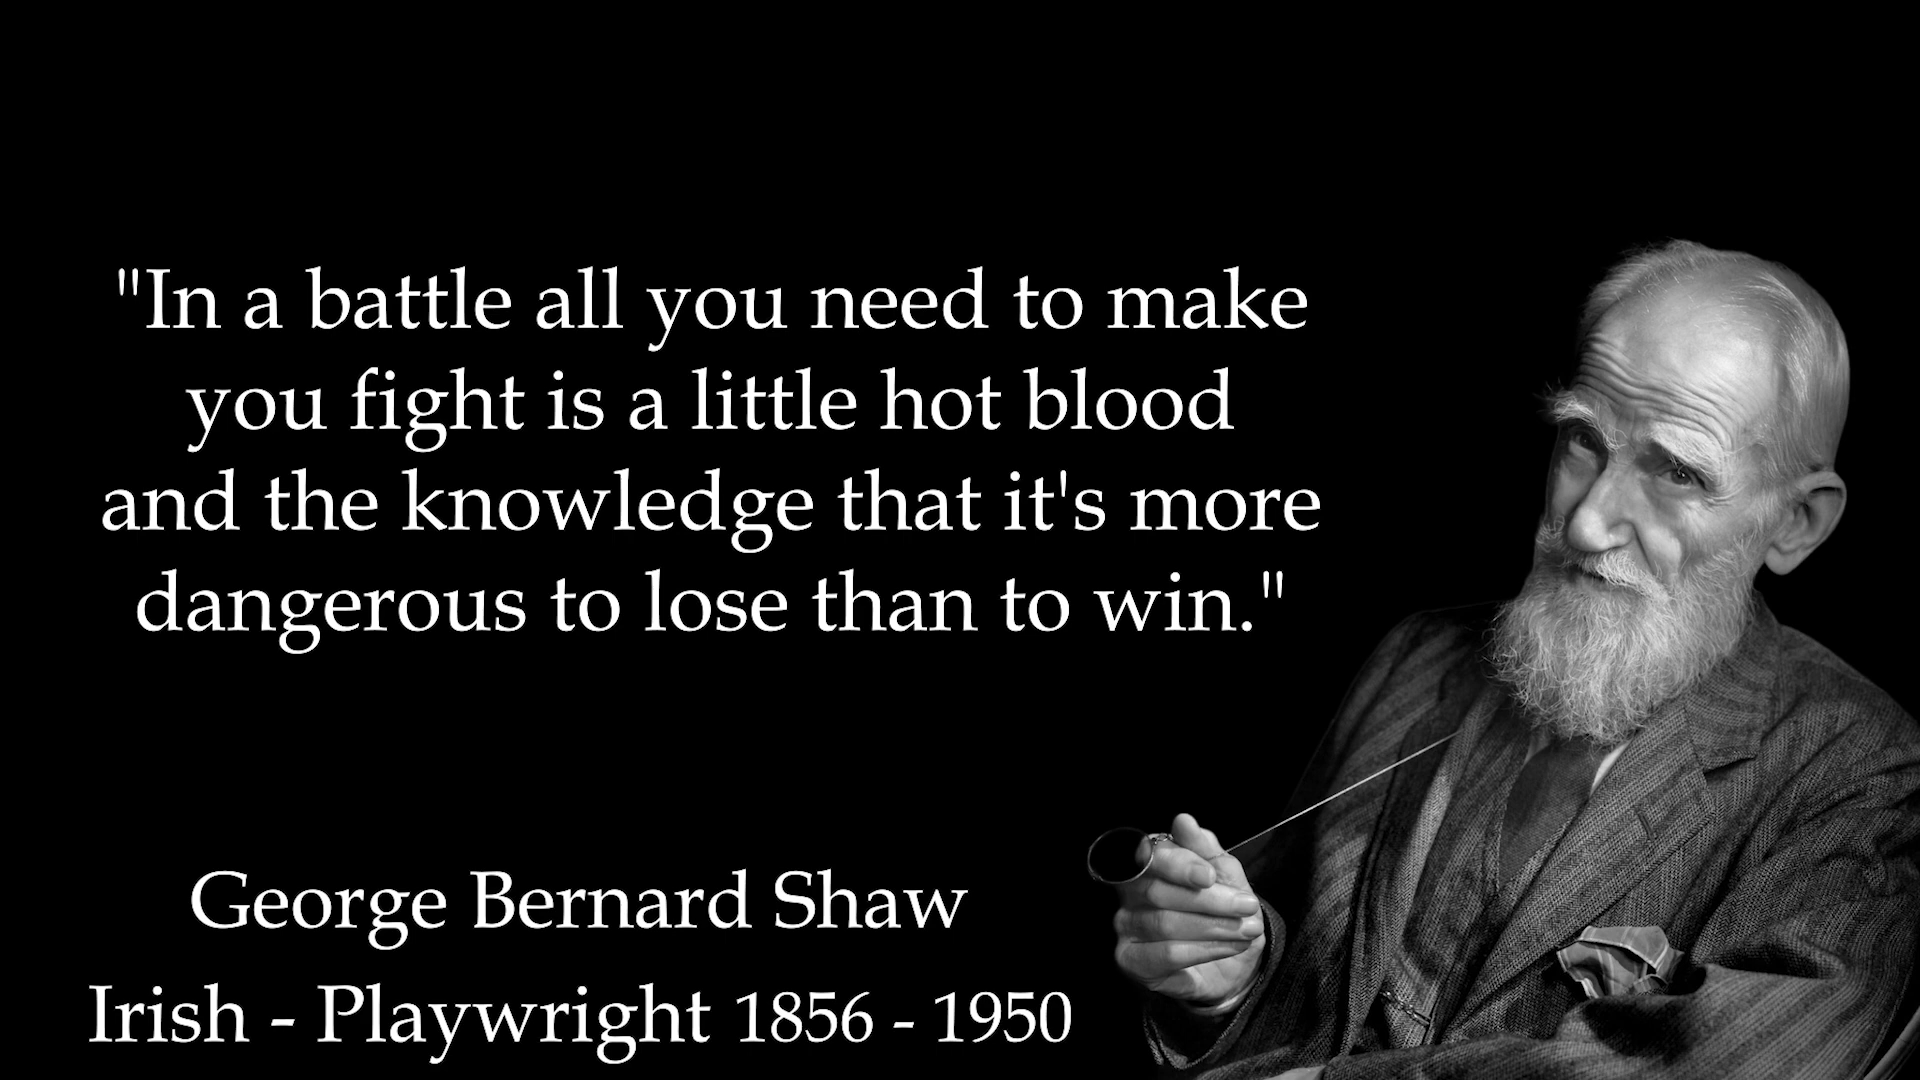 "In a battle all you need to make
you fight is a little hot blood
and the knowledge that it's more
dangerous to lose than to win."
George Bernard Shaw
Irish - Playwright 1856 - 1950